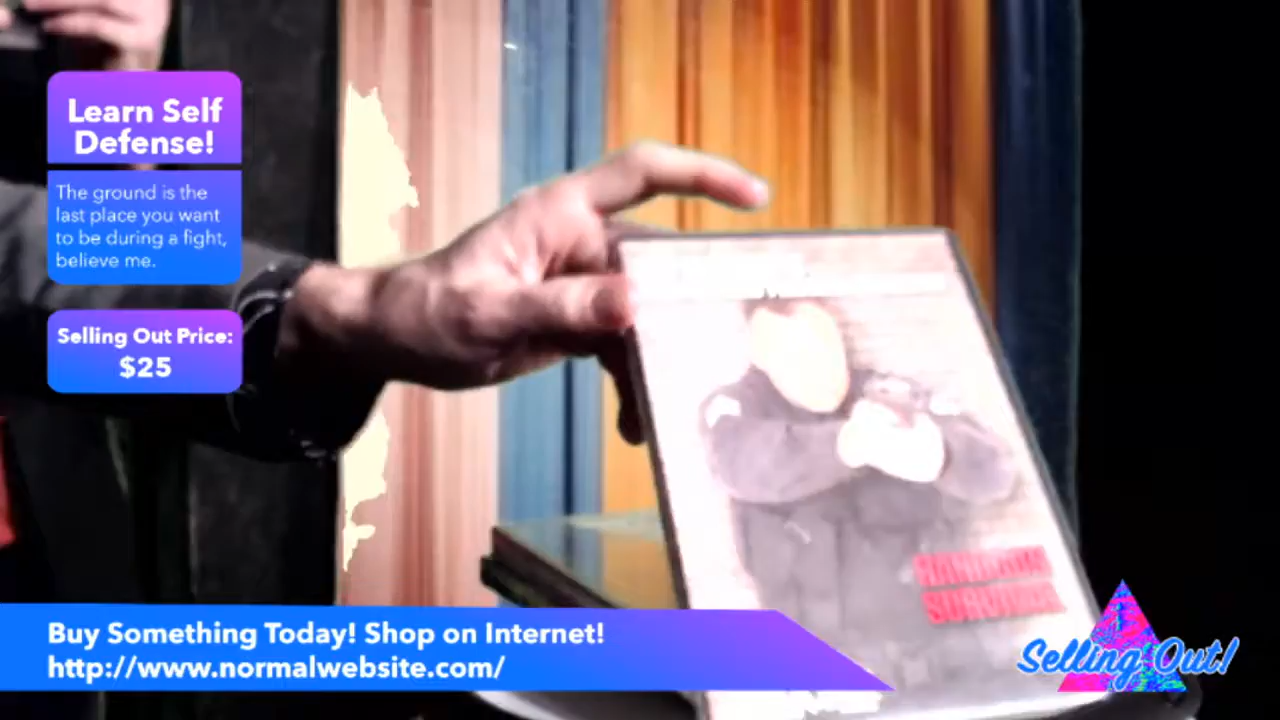 Learn Self
Defense!
The ground is the
last place you want
to be during a fight,
believe me.
Selling Out Price:
$25
Buy Something Today! Shop on Internet!
http://www.normalwebsite.com/
Selling Out!